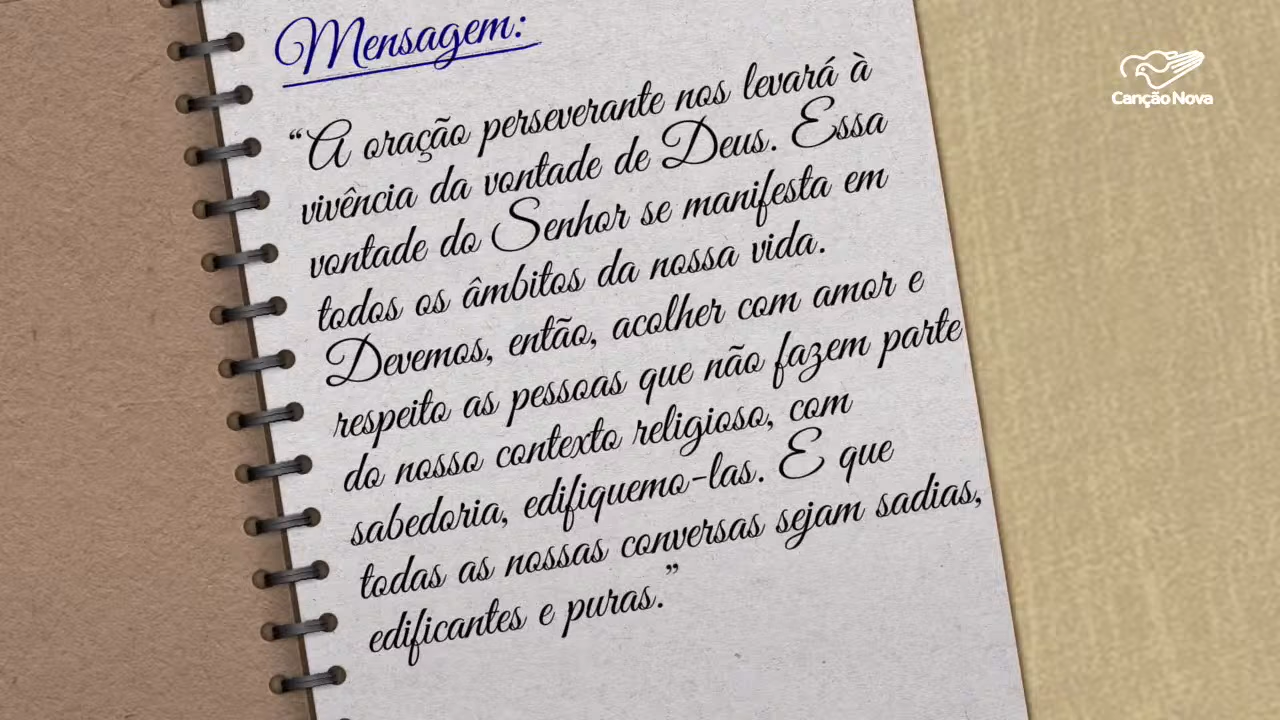 Mensagem:
“A oração perseverante nos levará à
vivência da vontade de Deus. Essa
vontade do Senhor se manifesta em
todos os âmbitos da nossa vida.
Devemos, então, acolher com amor e
respeito as pessoas que não fazem parte
do nosso contexto religioso, com
sabedoria, edifiquemo-las. E que
todas as nossas conversas sejam sadias,
edificantes e puras.”
Canção Nova